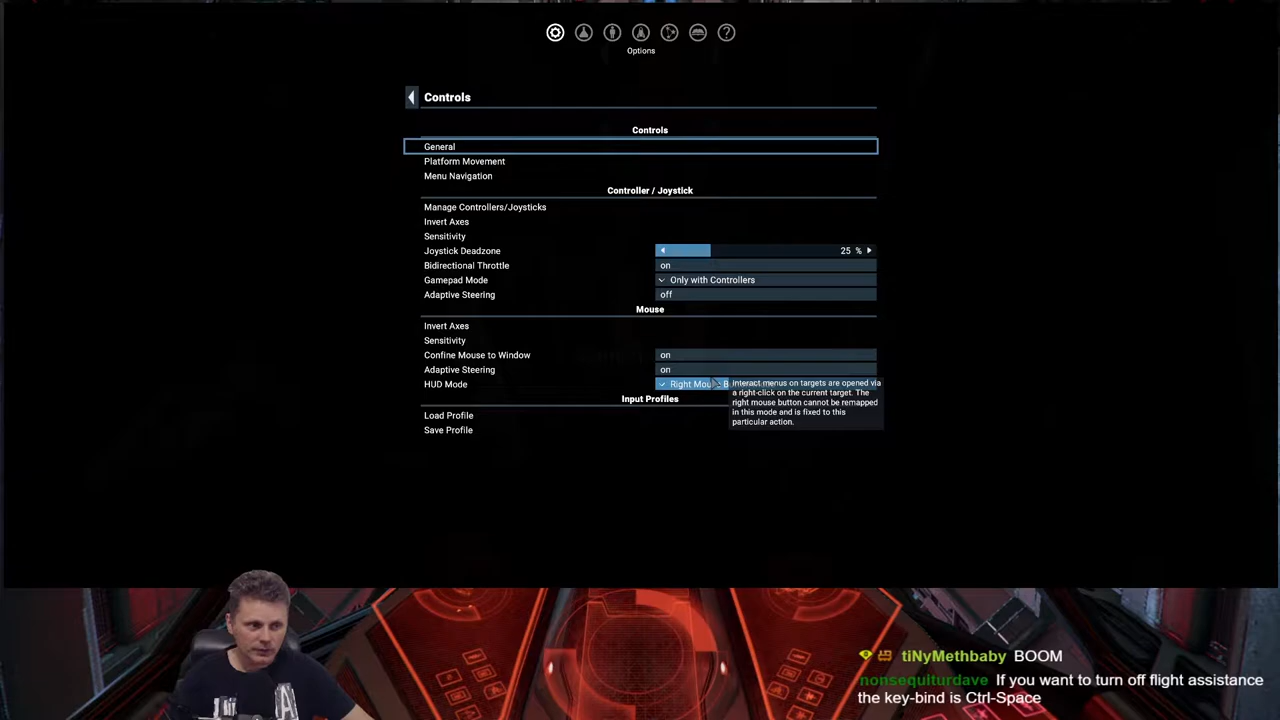 Options
Controls
Controls
General
Platform Movement
Menu Navigation
Controller / Joystick
Manage Controllers/Joysticks
Invert Axes
Sensitivity
Joystick Deadzone 25 %
Bidirectional Throttle on
Gamepad Mode Only with Controllers
Adaptive Steering off
Mouse
Invert Axes
Sensitivity
Confine Mouse to Window on
Adaptive Steering on
HUD Mode Right
Interact menus on targets are opened via
a right-click on the current target. The
right mouse button cannot be remapped
in this mode and is fixed to this
particular action.
Input Profiles
Load Profile
Save Profile
tiNyMethbaby BOOM
nonsequiturdave If you want to turn off flight assistance
the key-bind is Ctrl-Space